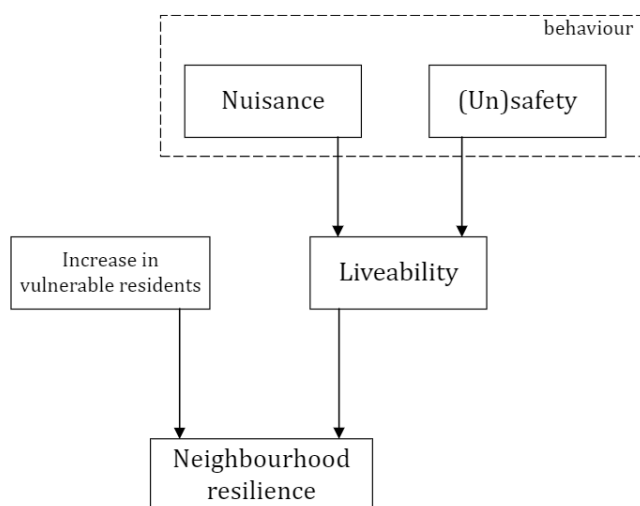 behaviour
Nuisance
(Un)safety
Increase in
vulnerable residents
Liveability
Neighbourhood
resilience